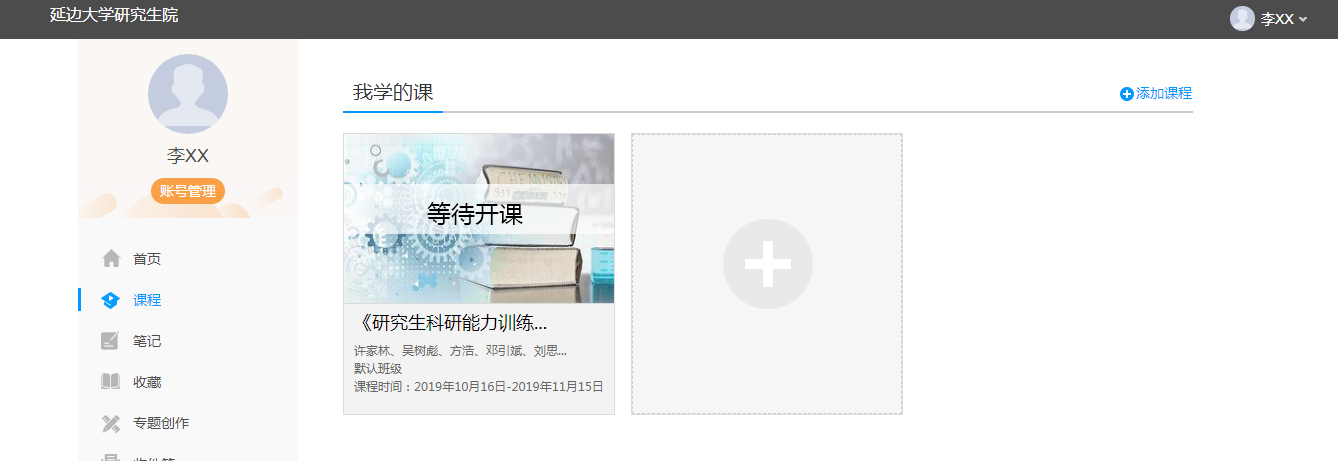 延边大学研究生院
李XX
李XX
账号管理
首页
课程
笔记
收藏
专题创作
我学的课
添加课程
等待开课
《研究生科研能力训练...
许家林、吴树彪、方浩、邓引斌、刘思...
默认班级
课程时间：2019年10月16日-2019年11月15日